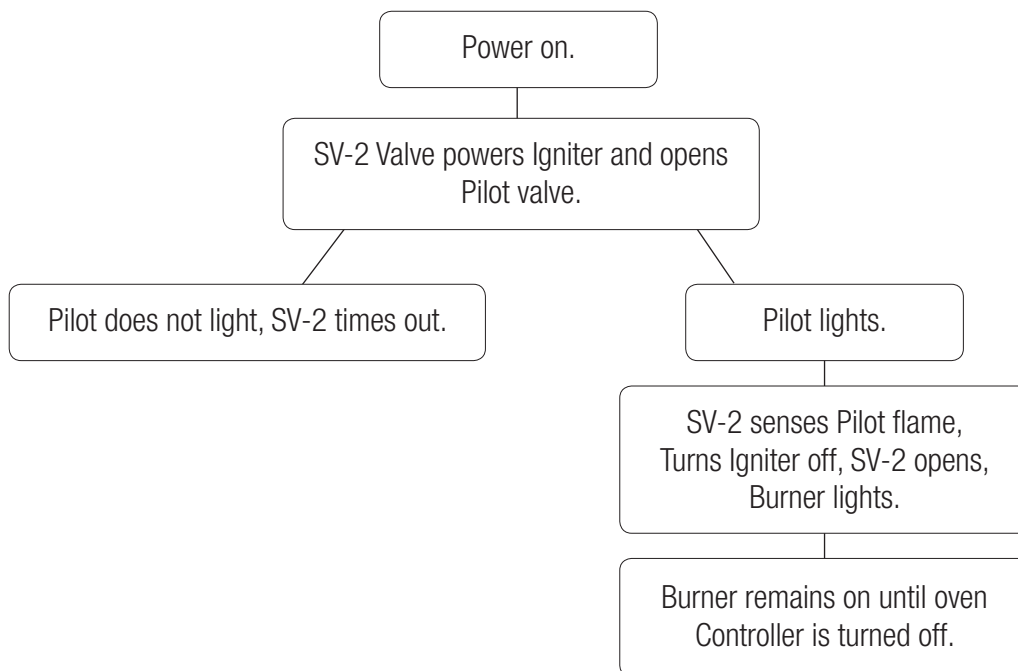 Power on.
SV-2 Valve powers Igniter and opens
Pilot valve.
Pilot does not light, SV-2 times out.
Pilot lights.
SV-2 senses Pilot flame,
Turns Igniter off, SV-2 opens,
Burner lights.
Burner remains on until oven
Controller is turned off.